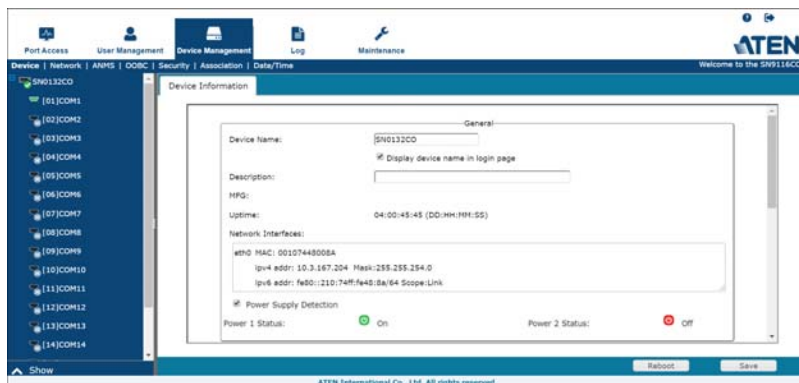 Port Access
User Management
Device Management
Log
Maintenance
ATEN
Device | Network | ANMS | OOBC | Security | Association | Date/Time
Welcome to the SN9116CO
SN0132CO
[01]COM1
[02]COM2
[03]COM3
[04]COM4
[05]COM5
[06]COM6
[07]COM7
[08]COM8
[09]COM9
[10]COM10
[11]COM11
[12]COM12
[13]COM13
[14]COM14
Show
Device Information
General
Device Name: SN0132CO
Display device name in login page
Description:
MFG:
Uptime: 04:00:45:45 (DD:HH:MM:SS)
Network Interfaces:
eth0 MAC: 00107448008A
ipv4 addr: 10.3.167.204 Mask:255.255.254.0
ipv6 addr: fe80::210:74ff:fe48:8a/64 Scope:Link
Power Supply Detection
Power 1 Status: On Power 2 Status: Off
Reboot Save
ATEN International Co., Ltd. All rights reserved.